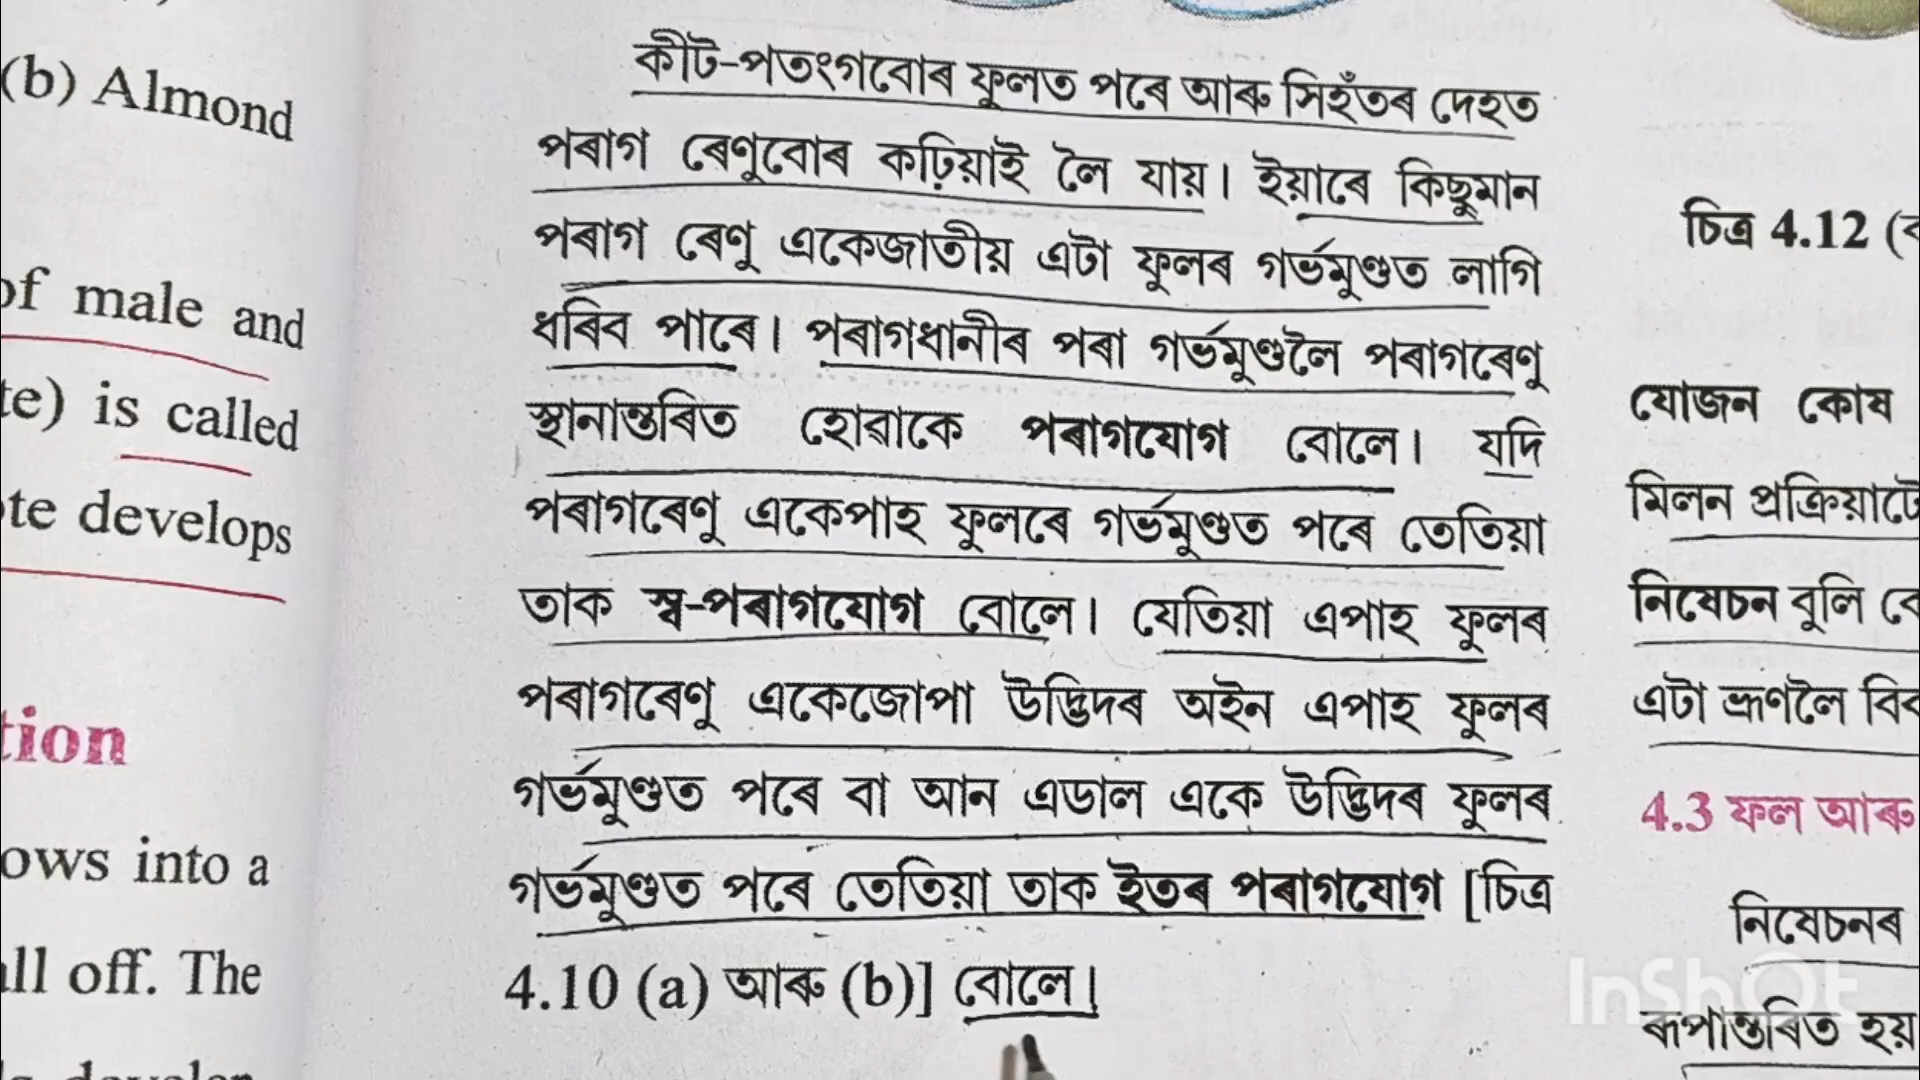 (b) Almond
of male and
te) is called
te develops
tion
ows into a
all off. The
কীট-পতংগবোৰ ফুলত পৰে আৰু সিহঁতৰ দেহত
পৰাগ ৰেণুবোৰ কঢ়িয়াই লৈ যায়। ইয়াৰে কিছুমান
পৰাগ ৰেণু একেজাতীয় এটা ফুলৰ গৰ্ভমুণ্ডত লাগি
ধৰিব পাৰে। পৰাগধানীৰ পৰা গৰ্ভমুণ্ডলৈ পৰাগৰেণু
স্থানান্তৰিত হোৱাকে পৰাগযোগ বোলে। যদি
পৰাগৰেণু একেপাহ ফুলৰে গৰ্ভমুণ্ডত পৰে তেতিয়া
তাক স্ব-পৰাগযোগ বোলে। যেতিয়া এপাহ ফুলৰ
পৰাগৰেণু একেজোপা উদ্ভিদৰ অইন এপাহ ফুলৰ
গৰ্ভমুণ্ডত পৰে বা আন এডাল একে উদ্ভিদৰ ফুলৰ
গৰ্ভমুণ্ডত পৰে তেতিয়া তাক ইতৰ পৰাগযোগ [চিত্ৰ
4.10 (a) আৰু (b)] বোলে।
চিত্ৰ 4.12
যোজন কোষ
মিলন
নিষেচন বুলি
এটা ভ্ৰূণলৈ
4.3 ফল আৰু
নিষেচনৰ
ৰূপান্তৰিত হয়
InShOt